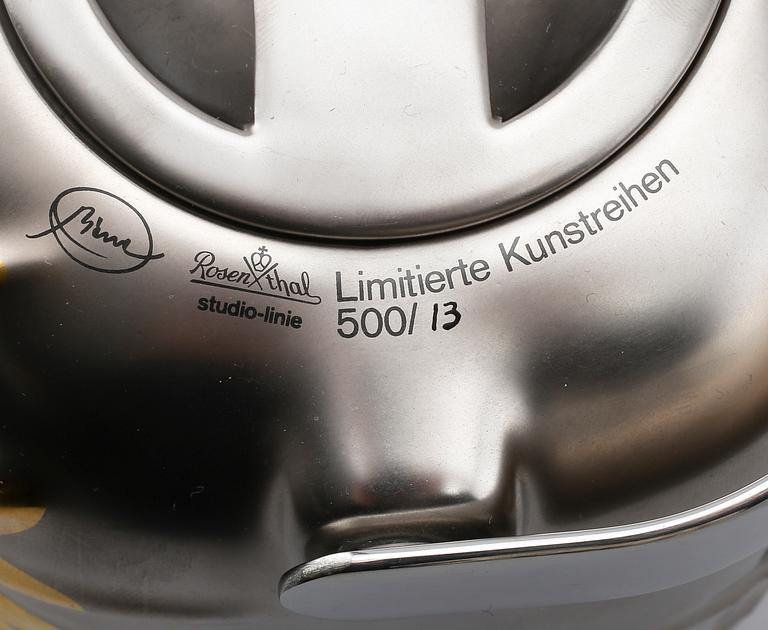 Rosenthal
studio-linie
Limitierte Kunstreihen
500/13